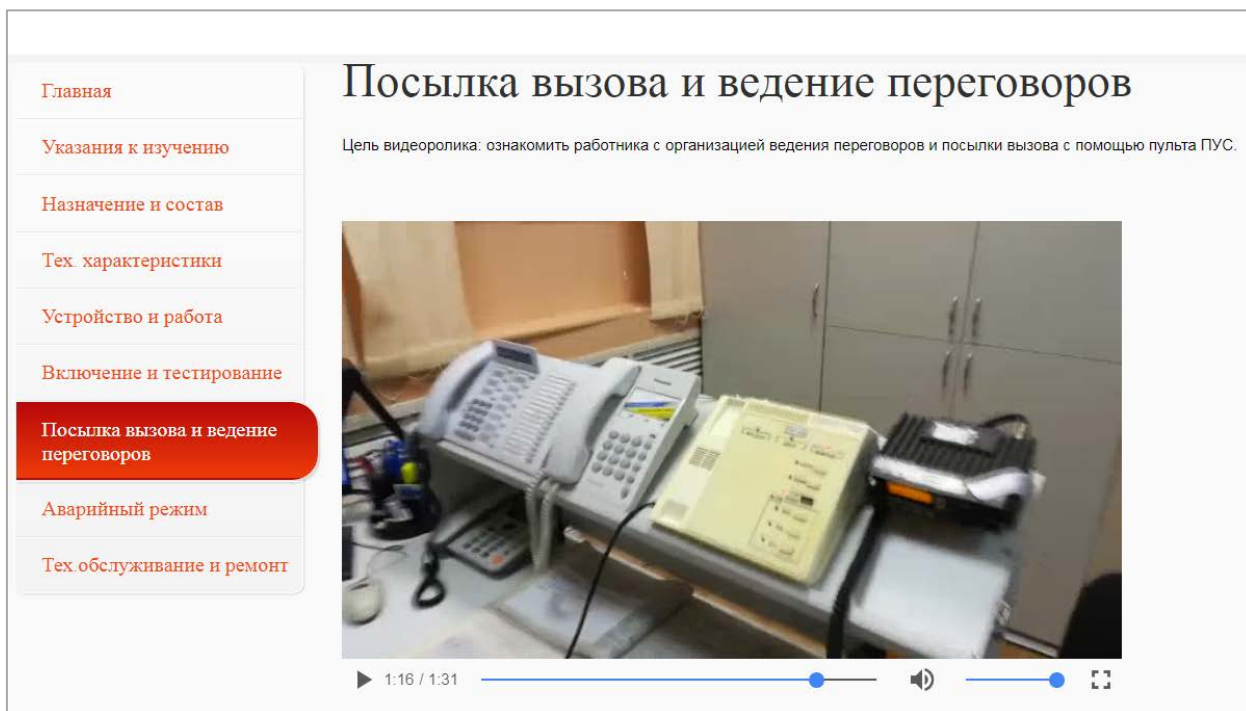 Главная
Указания к изучению
Назначение и состав
Тех. характеристики
Устройство и работа
Включение и тестирование
Посылка вызова и ведение
переговоров
Аварийный режим
Тех.обслуживание и ремонт
Посылка вызова и ведение переговоров
Цель видеоролика: ознакомить работника с организацией ведения переговоров и посылки вызова с помощью пульта ПУС.
1:16 / 1:31